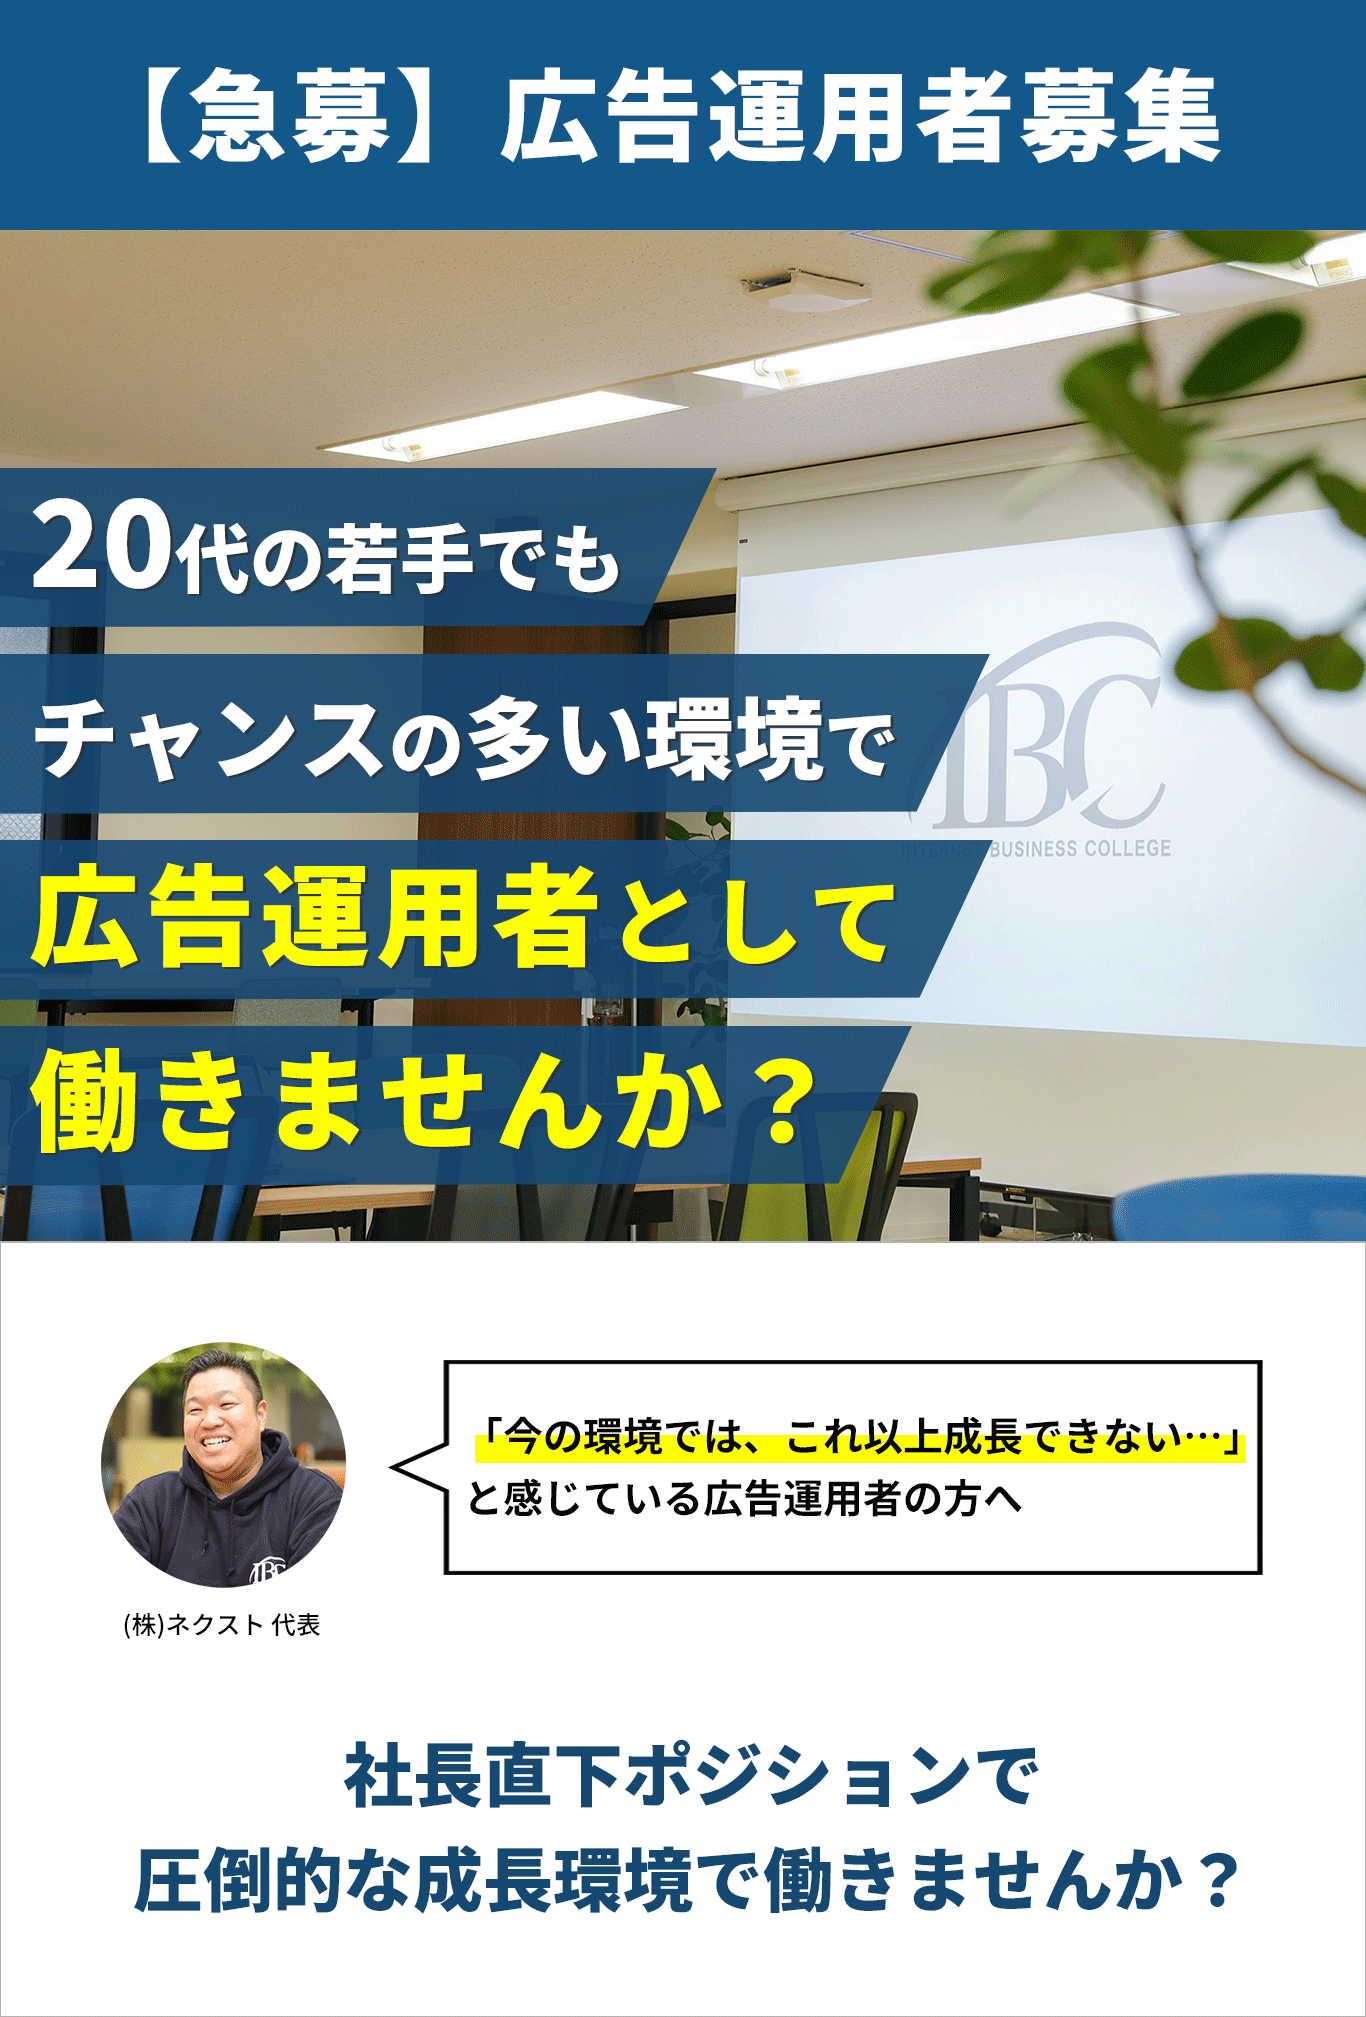 【急募】広告運用者募集
20代の若手でも
チャンスの多い環境で
広告運用者として
働きませんか？
IBC
INTERNET BUSINESS COLLEGE
「今の環境では、これ以上成長できない…」
と感じている広告運用者の方へ
IBC
(株)ネクスト 代表
社長直下ポジションで
圧倒的な成長環境で働きませんか？